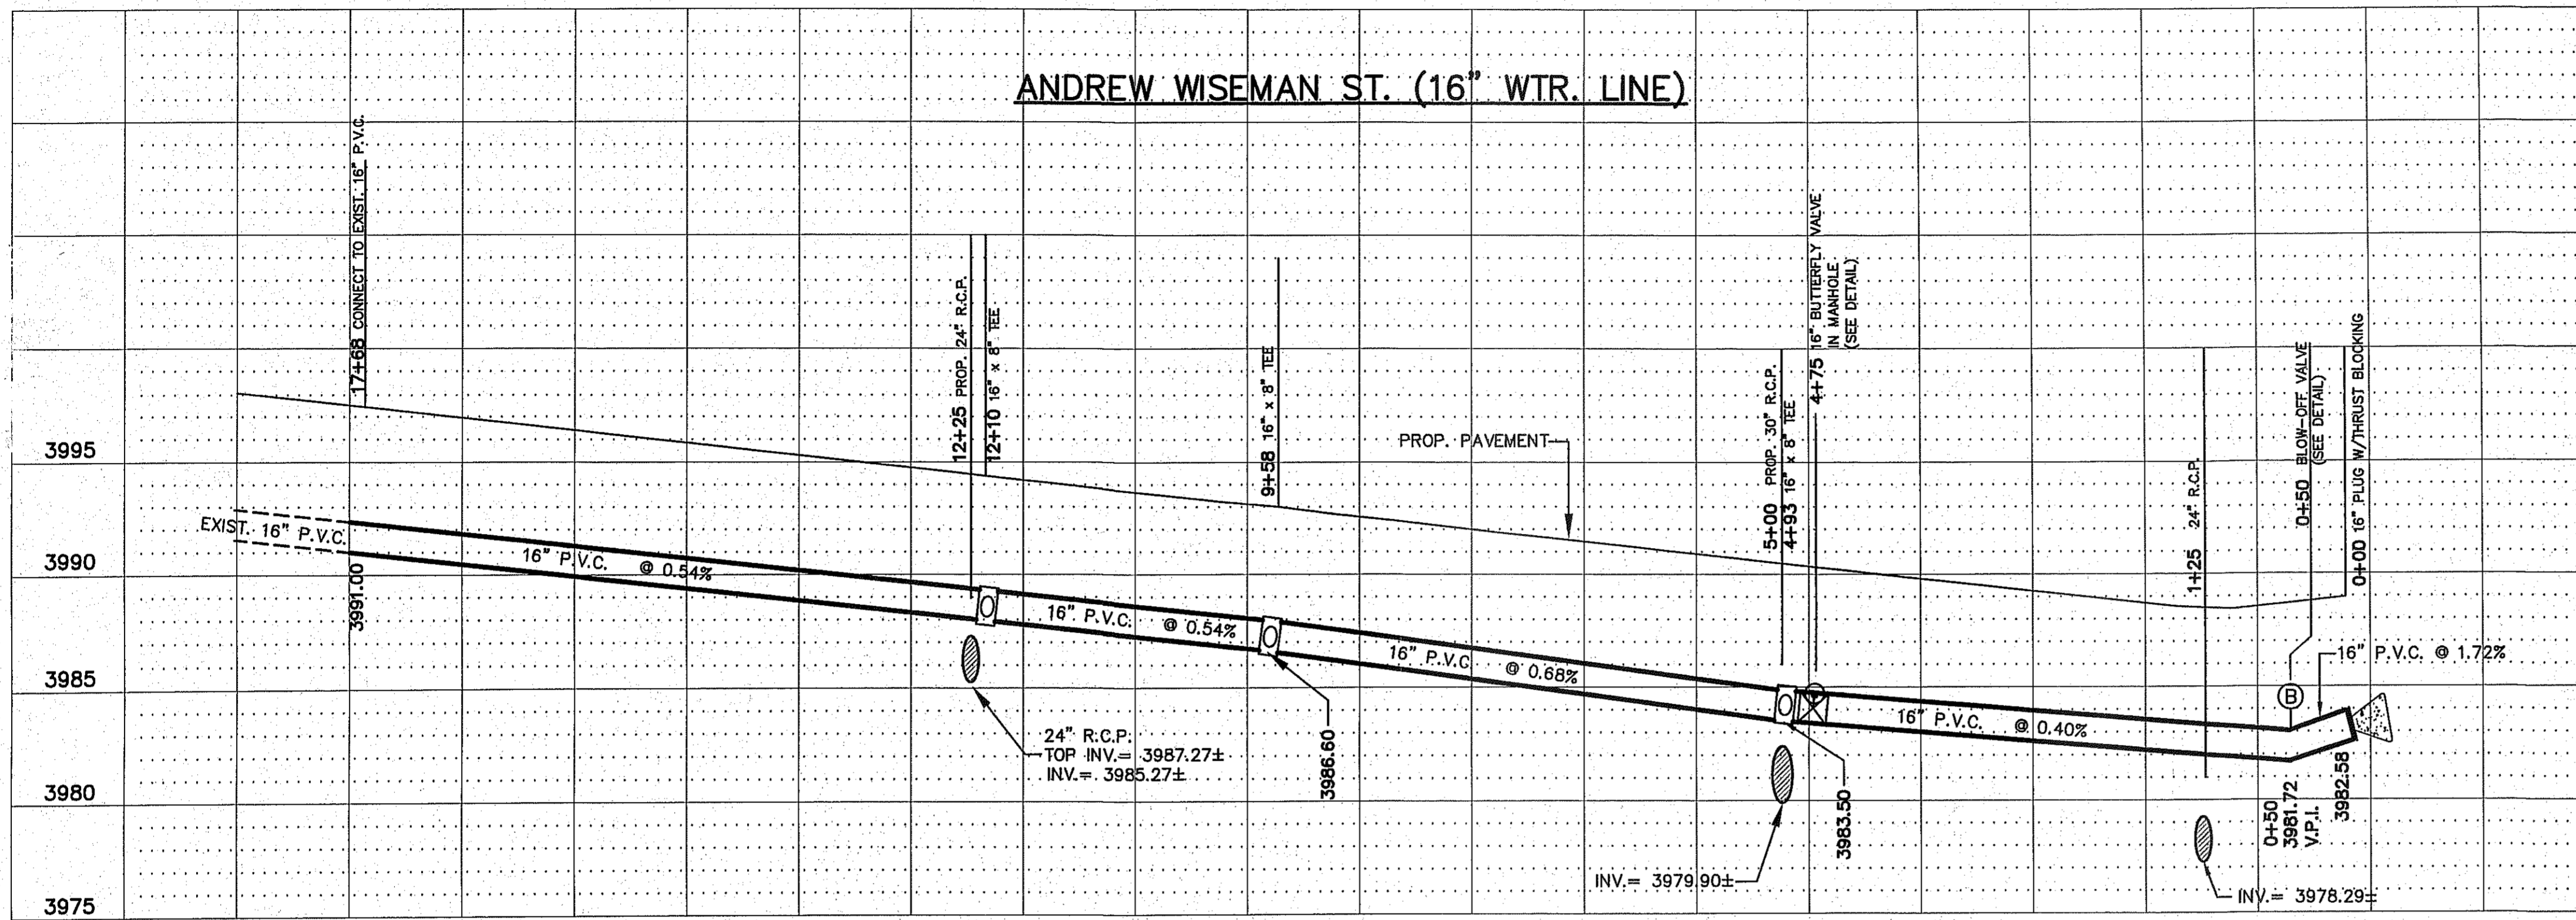 ANDREW WISEMAN ST. (16" WTR. LINE)
17+68 CONNECT TO EXIST. 16" P.V.C.
12+25 PROP. 24" R.C.P.
12+10 16" x 8" TEE
9+58 16" x 8" TEE
PROP. PAVEMENT
5+00 PROP. 30" R.C.P.
4+93 16" x 8" TEE
4+75 16" BUTTERFLY VALVE
IN MANHOLE
(SEE DETAIL)
1+25 24" R.C.P.
0+50 BLOW-OFF VALVE
(SEE DETAIL)
0+00 16" PLUG W/THRUST BLOCKING
3995
3990
3985
3980
3975
EXIST. 16" P.V.C.
3991.00
16" P.V.C. @ 0.54%
16" P.V.C. @ 0.54%
24" R.C.P.
TOP INV.= 3987.27±
INV.= 3985.27±
3986.60
16" P.V.C. @ 0.68%
INV.= 3979.90±
3983.50
16" P.V.C. @ 0.40%
B
16" P.V.C. @ 1.72%
0+50
3981.72
V.P.I.
3982.58
INV.= 3978.29±